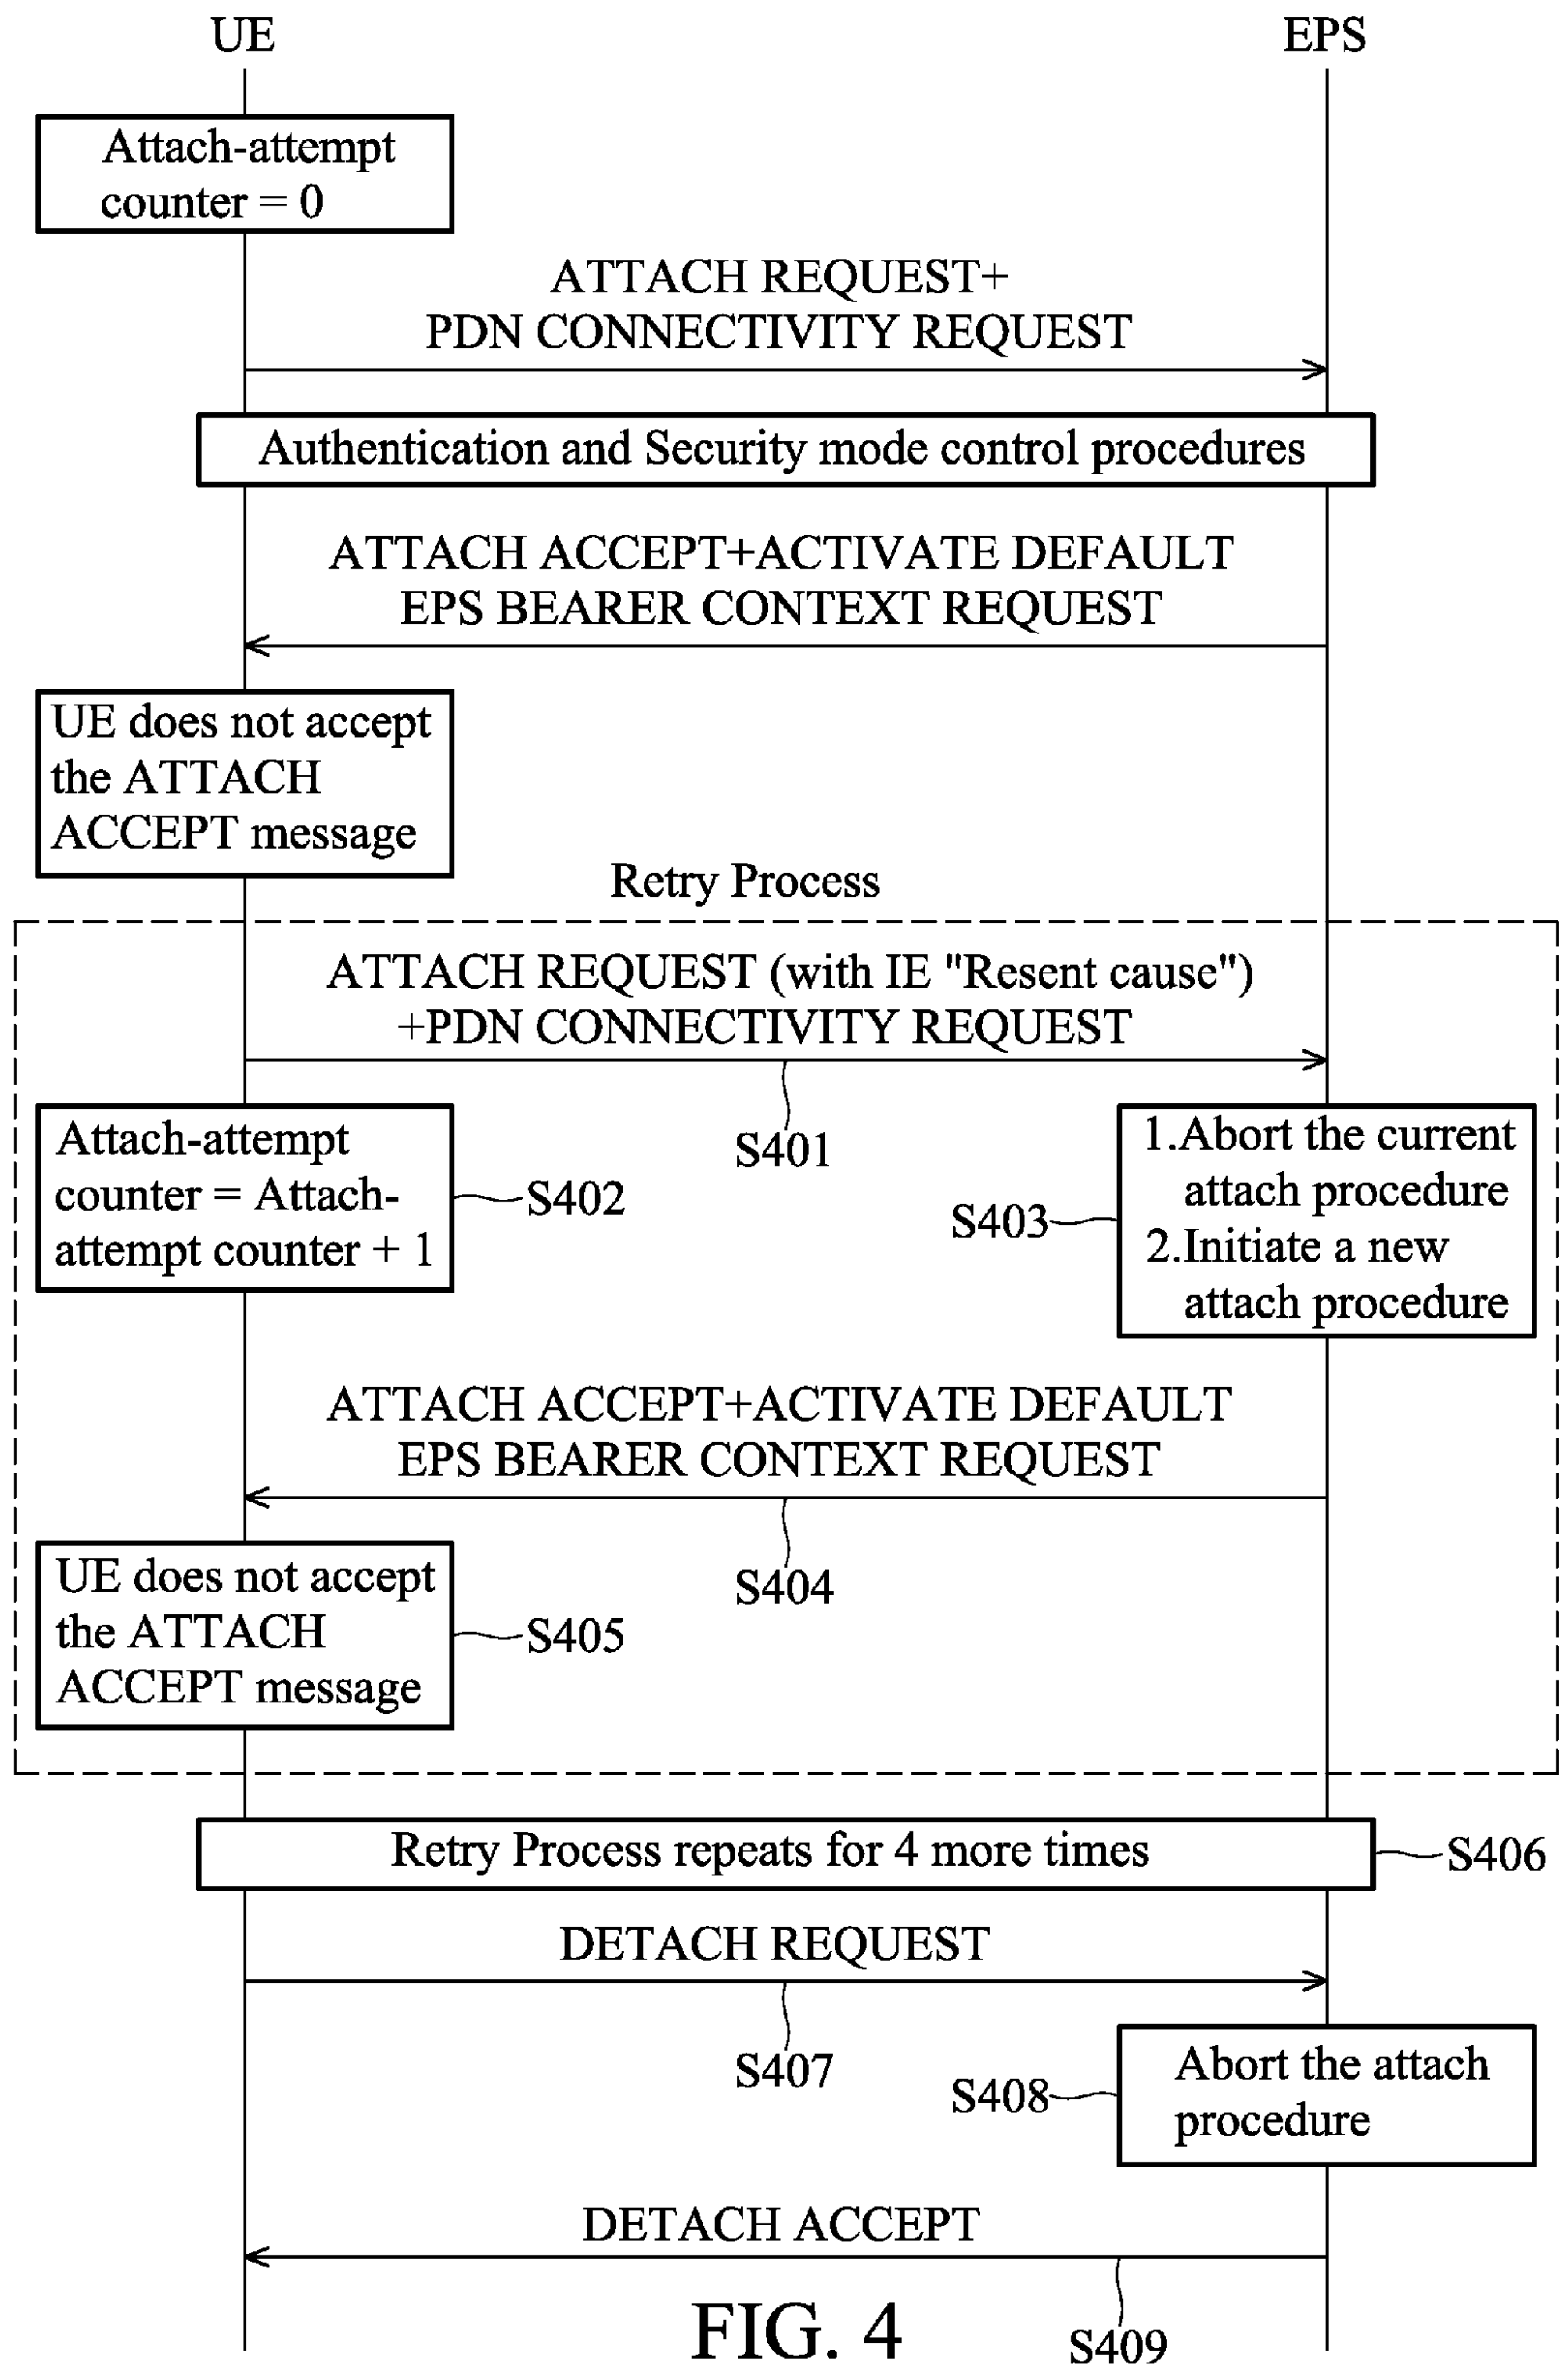 UE
EPS
Attach-attempt
counter = 0
ATTACH REQUEST+
PDN CONNECTIVITY REQUEST
Authentication and Security mode control procedures
ATTACH ACCEPT+ACTIVATE DEFAULT
EPS BEARER CONTEXT REQUEST
UE does not accept
the ATTACH
ACCEPT message
Retry Process
ATTACH REQUEST (with IE "Resent cause")
+PDN CONNECTIVITY REQUEST
S401
Attach-attempt
counter = Attach-
attempt counter + 1
S402
S403
1.Abort the current
attach procedure
2.Initiate a new
attach procedure
ATTACH ACCEPT+ACTIVATE DEFAULT
EPS BEARER CONTEXT REQUEST
S404
UE does not accept
the ATTACH
ACCEPT message
S405
Retry Process repeats for 4 more times
S406
DETACH REQUEST
S407
S408
Abort the attach
procedure
DETACH ACCEPT
S409
FIG. 4